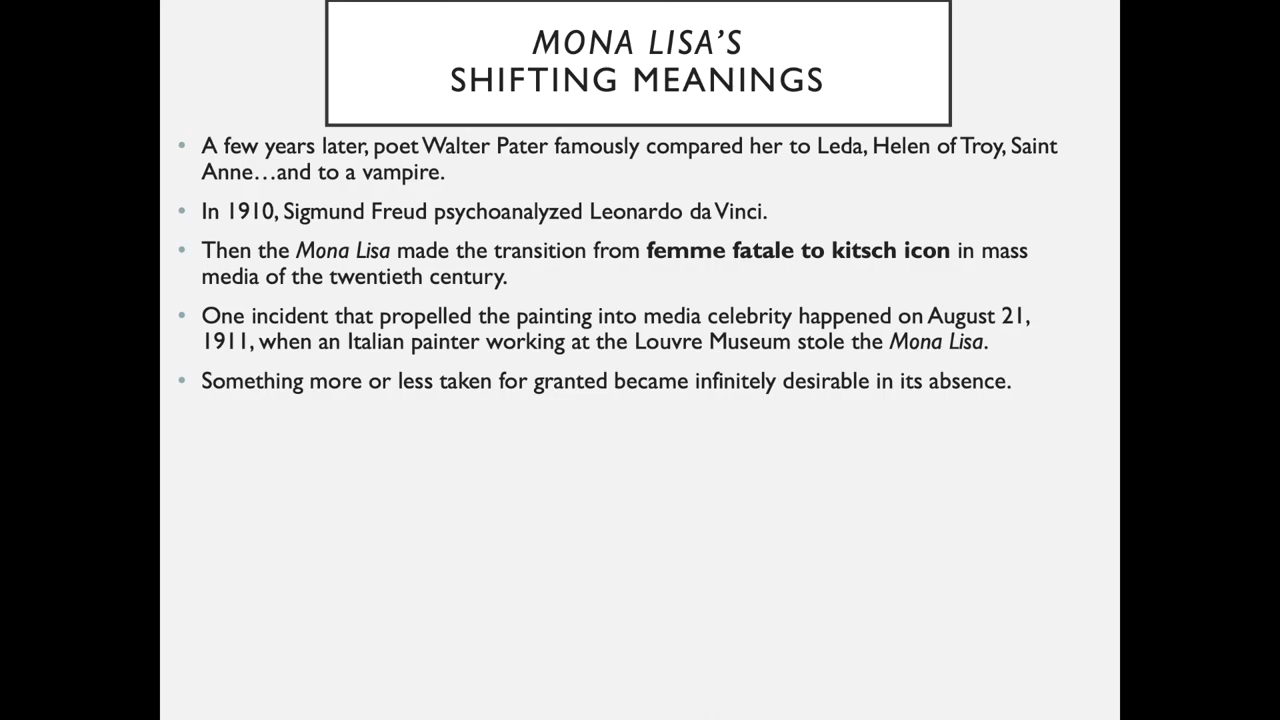 MONA LISA’S
SHIFTING MEANINGS
• A few years later, poet Walter Pater famously compared her to Leda, Helen of Troy, Saint
Anne…and to a vampire.
• In 1910, Sigmund Freud psychoanalyzed Leonardo da Vinci.
• Then the Mona Lisa made the transition from femme fatale to kitsch icon in mass
media of the twentieth century.
• One incident that propelled the painting into media celebrity happened on August 21,
1911, when an Italian painter working at the Louvre Museum stole the Mona Lisa.
• Something more or less taken for granted became infinitely desirable in its absence.